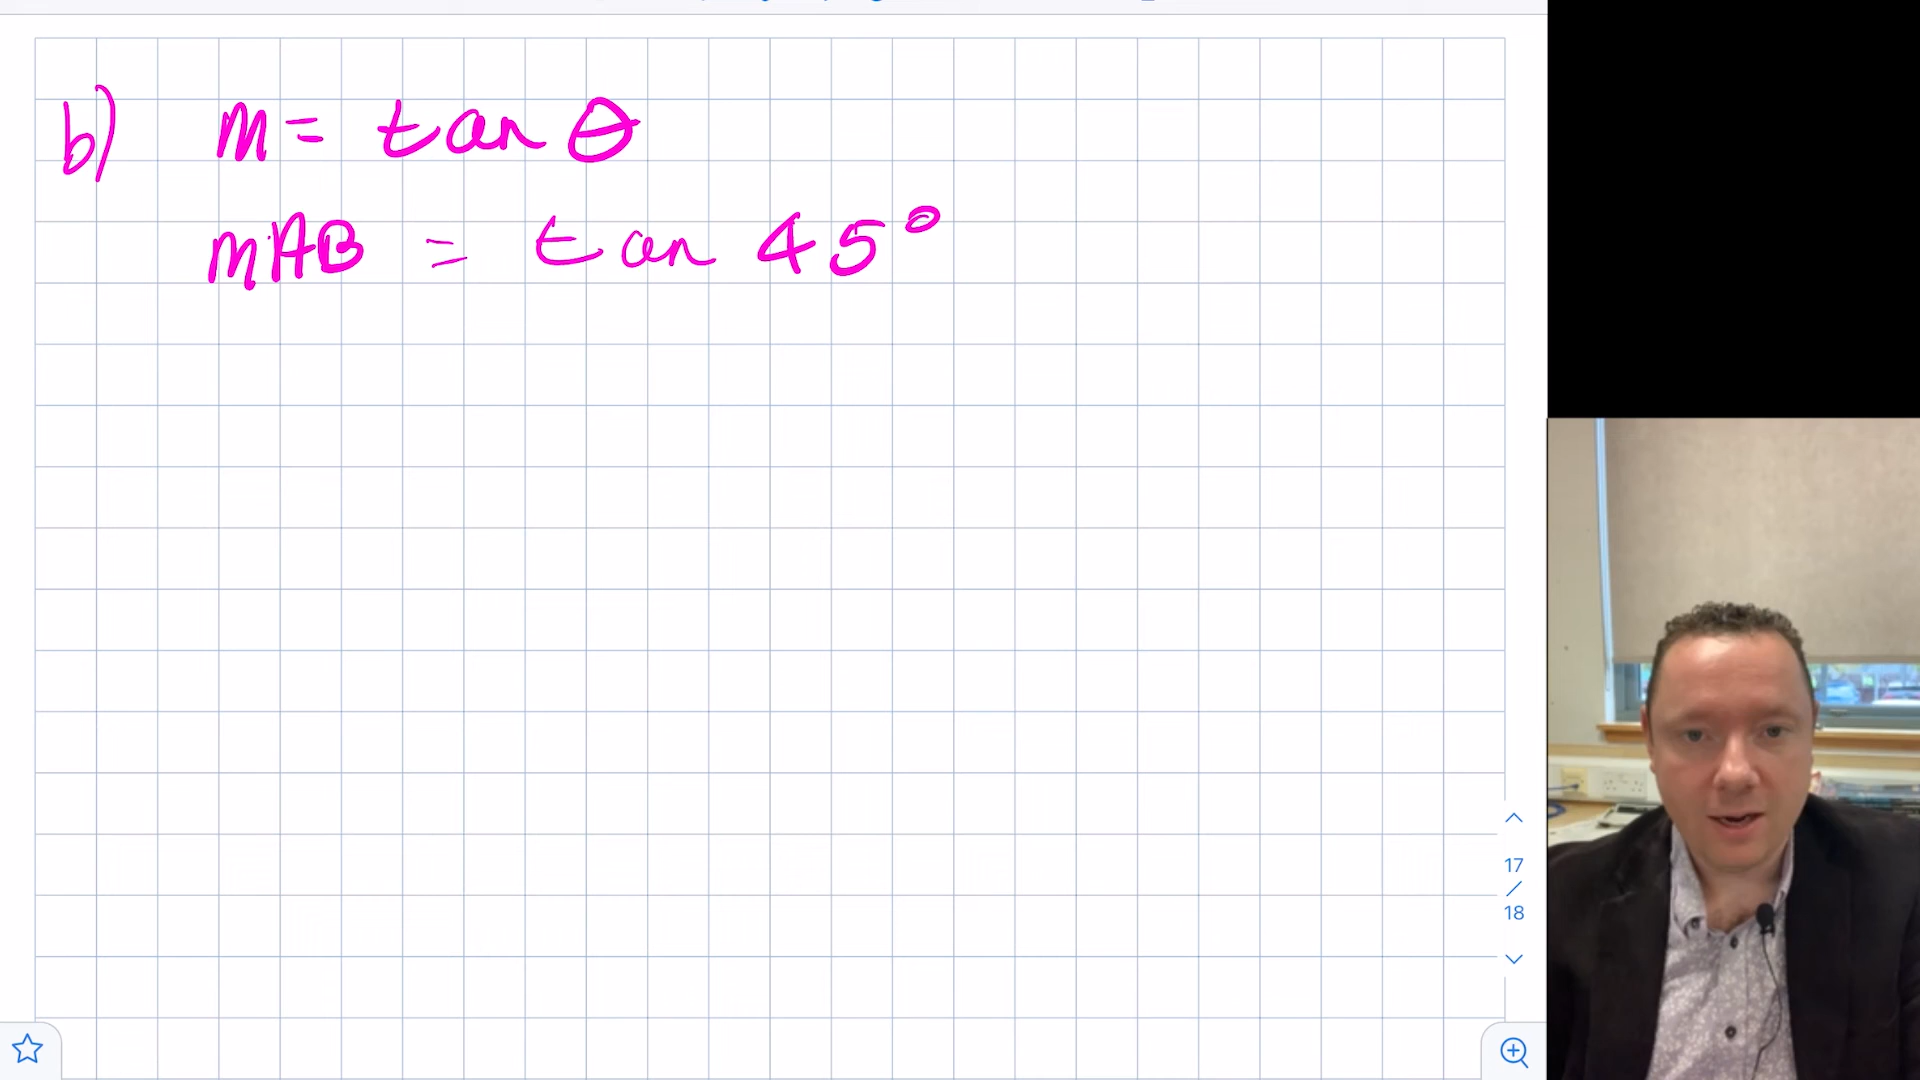 b) m = tan θ
mAB = tan 45°
17
/
18